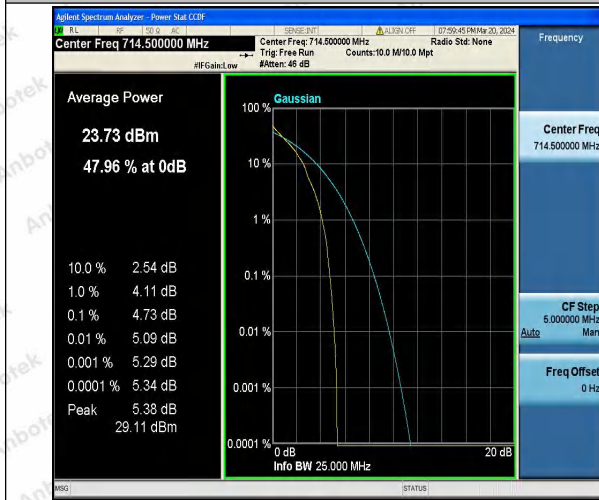 Agilent Spectrum Analyzer - Power Stat CCDF
RL RF 50 Ω AC SENSE:INT ALIGN OFF 07:59:45 PM Mar 20, 2024
Center Freq 714.500000 MHz
Center Freq: 714.500000 MHz Radio Std: None
Trig: Free Run Counts:10.0 M/10.0 Mpt
#IFGain:Low #Atten: 46 dB
Frequency
Average Power
23.73 dBm
47.96 % at 0dB
10.0 % 2.54 dB
1.0 % 4.11 dB
0.1 % 4.73 dB
0.01 % 5.09 dB
0.001 % 5.29 dB
0.0001 % 5.34 dB
Peak 5.38 dB
29.11 dBm
Gaussian
100 %
10 %
1 %
0.1 %
0.01 %
0.001 %
0.0001 %
0 dB 20 dB
Info BW 25.000 MHz
Center Freq
714.500000 MHz
CF Step
5.000000 MHz
Auto Man
Freq Offset
0 Hz
MSG STATUS